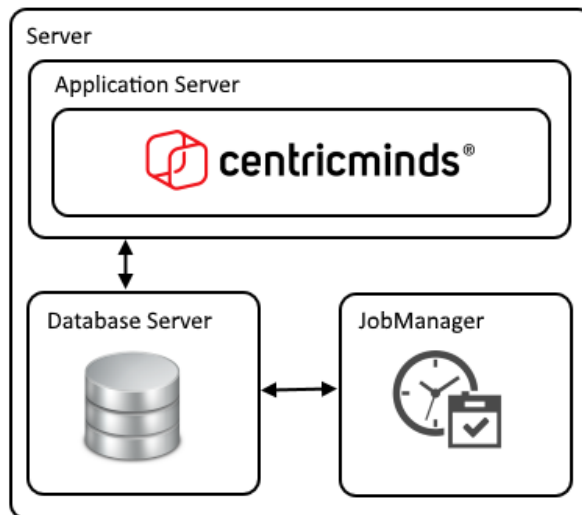 Server
Application Server
centricminds®
Database Server
JobManager